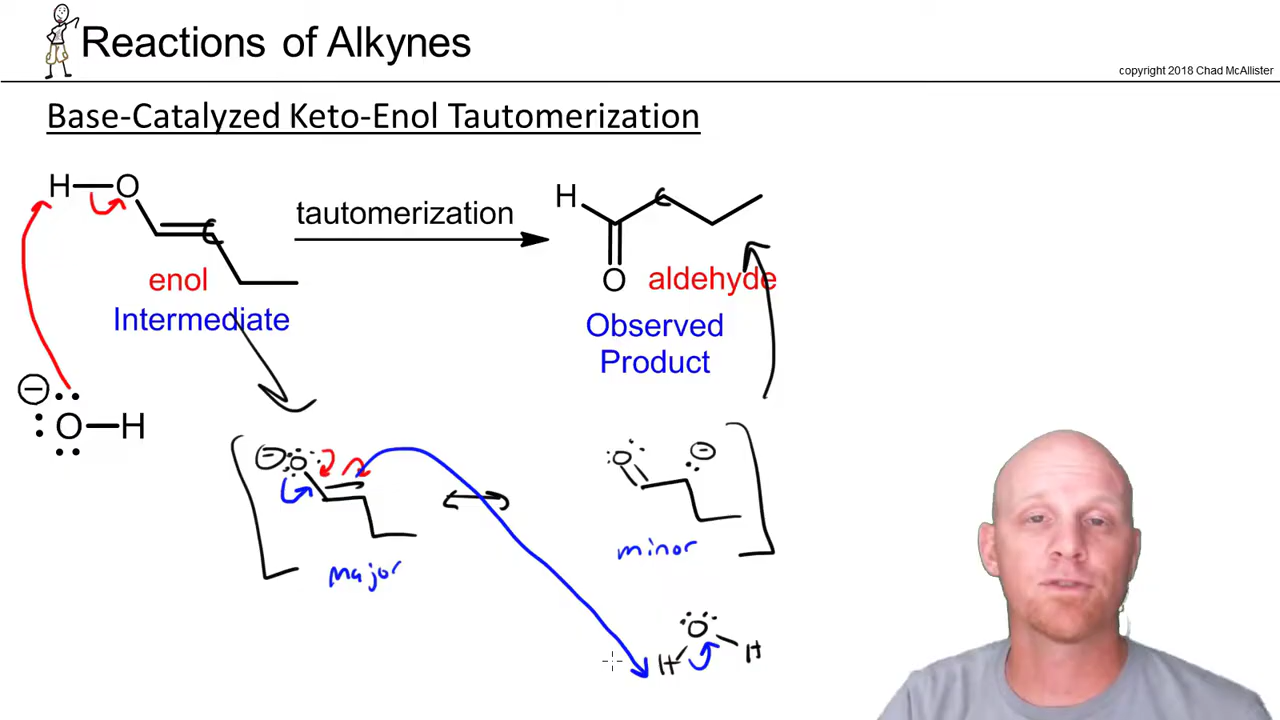 Reactions of Alkynes
copyright 2018 Chad McAllister
Base-Catalyzed Keto-Enol Tautomerization
H O
tautomerization
H
O
enol
aldehyde
Intermediate
Observed
Product
O H
O
O
major
minor
O
H H